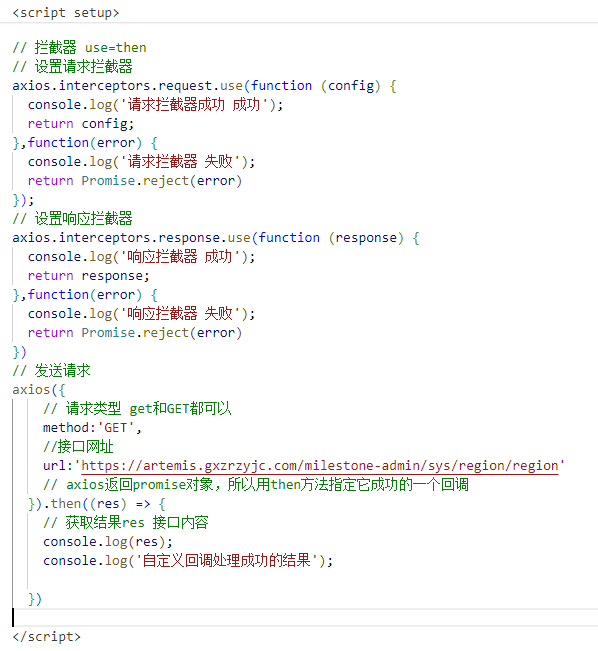 <script setup>
// 拦截器 use=then
// 设置请求拦截器
axios.interceptors.request.use(function (config) {
  console.log('请求拦截器成功 成功');
  return config;
},function(error) {
  console.log('请求拦截器 失败');
  return Promise.reject(error)
});
// 设置响应拦截器
axios.interceptors.response.use(function (response) {
  console.log('响应拦截器 成功');
  return response;
},function(error) {
  console.log('响应拦截器 失败');
  return Promise.reject(error)
})
// 发送请求
axios({
    // 请求类型 get和GET都可以
    method:'GET',
    //接口网址
    url:'https://artemis.gxzrzyjc.com/milestone-admin/sys/region/region'
    // axios返回promise对象，所以用then方法指定它成功的一个回调
  }).then((res) => {
    // 获取结果res 接口内容
    console.log(res);
    console.log('自定义回调处理成功的结果');
  })
</script>